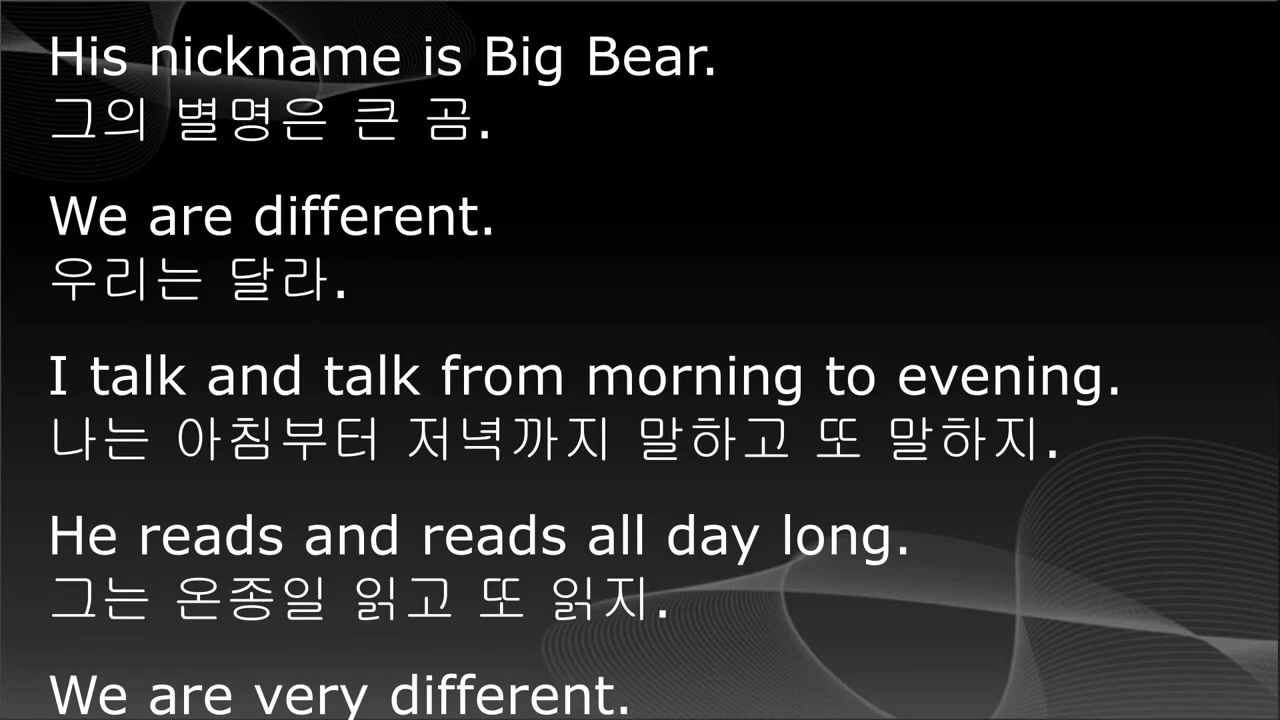 His nickname is Big Bear.
그의 별명은 큰 곰.
We are different.
우리는 달라.
I talk and talk from morning to evening.
나는 아침부터 저녁까지 말하고 또 말하지.
He reads and reads all day long.
그는 온종일 읽고 또 읽지.
We are very different.